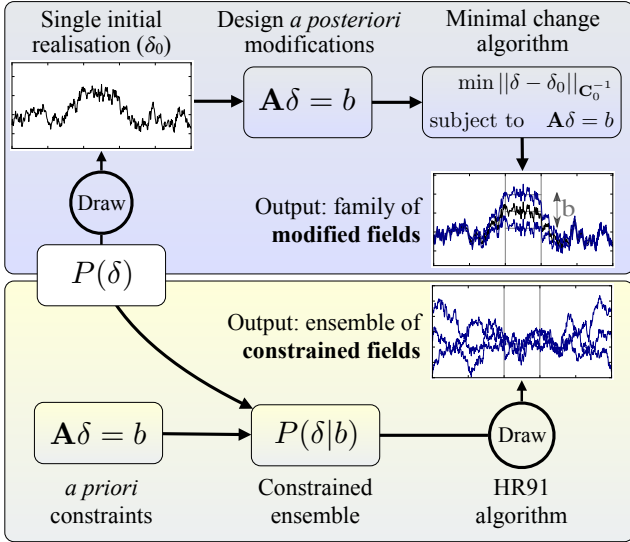 Single initial
realisation (δ₀)
Design a posteriori
modifications
Minimal change
algorithm
Aδ = b
min ||δ − δ₀||_{C₀⁻¹}
subject to Aδ = b
Draw
Output: family of
modified fields
b
P(δ)
Output: ensemble of
constrained fields
Aδ = b
P(δ|b)
Draw
a priori
constraints
Constrained
ensemble
HR91
algorithm